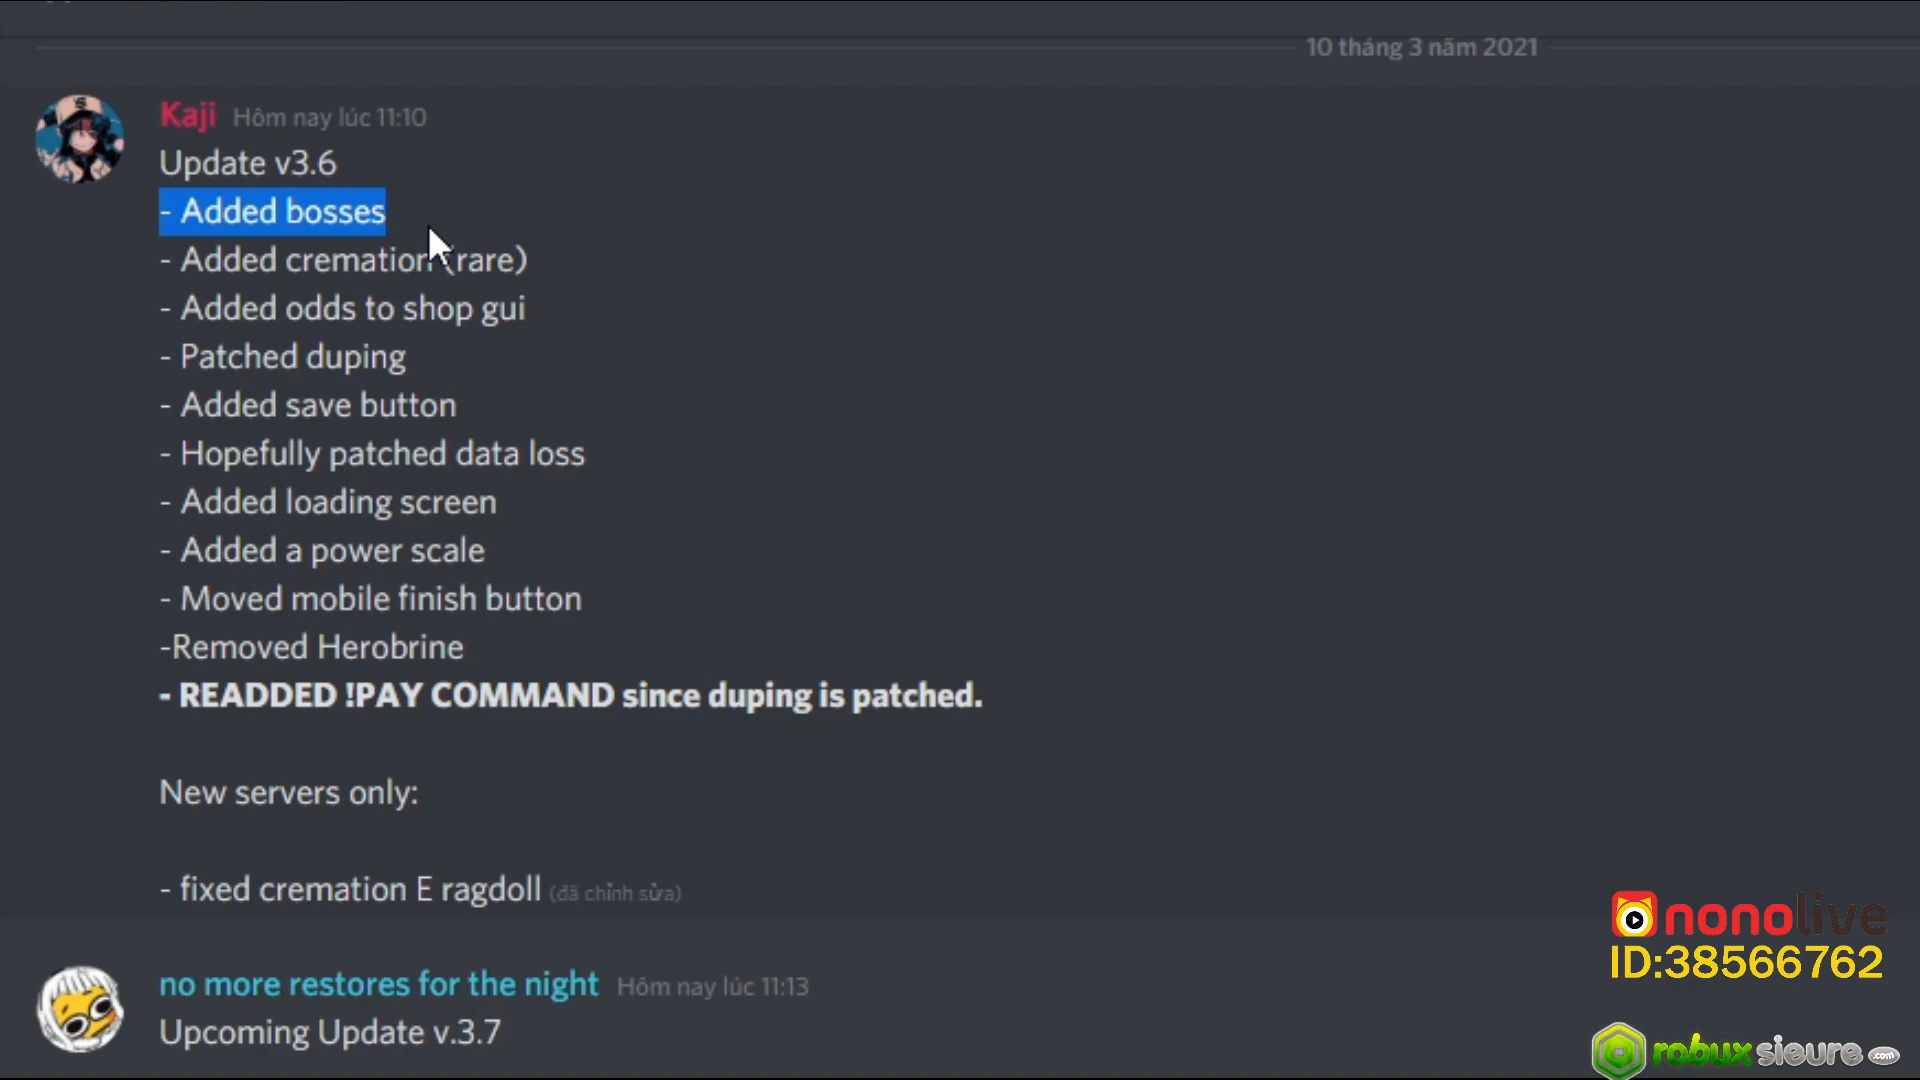 10 tháng 3 năm 2021
Kaji Hôm nay lúc 11:10
Update v3.6
- Added bosses
- Added cremation (rare)
- Added odds to shop gui
- Patched duping
- Added save button
- Hopefully patched data loss
- Added loading screen
- Added a power scale
- Moved mobile finish button
-Removed Herobrine
- READDED !PAY COMMAND since duping is patched.
New servers only:
- fixed cremation E ragdoll (đã chỉnh sửa)
nonolive
ID:38566762
no more restores for the night Hôm nay lúc 11:13
Upcoming Update v.3.7
robuxsieure.com